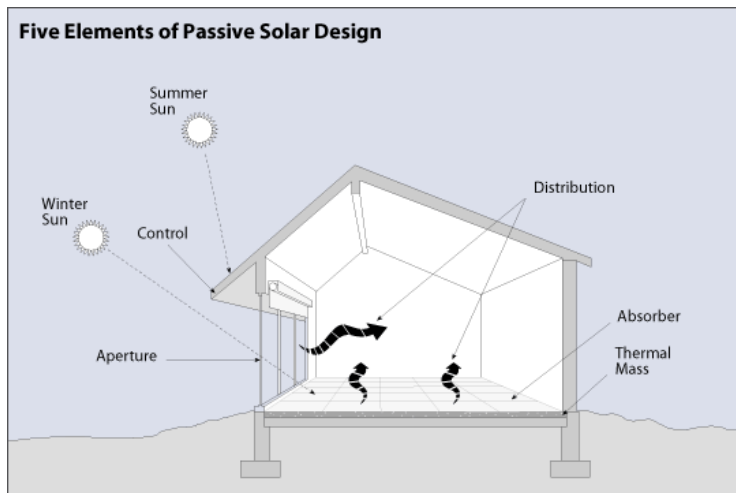 Five Elements of Passive Solar Design
Summer
Sun
Winter
Sun
Control
Distribution
Aperture
Absorber
Thermal
Mass